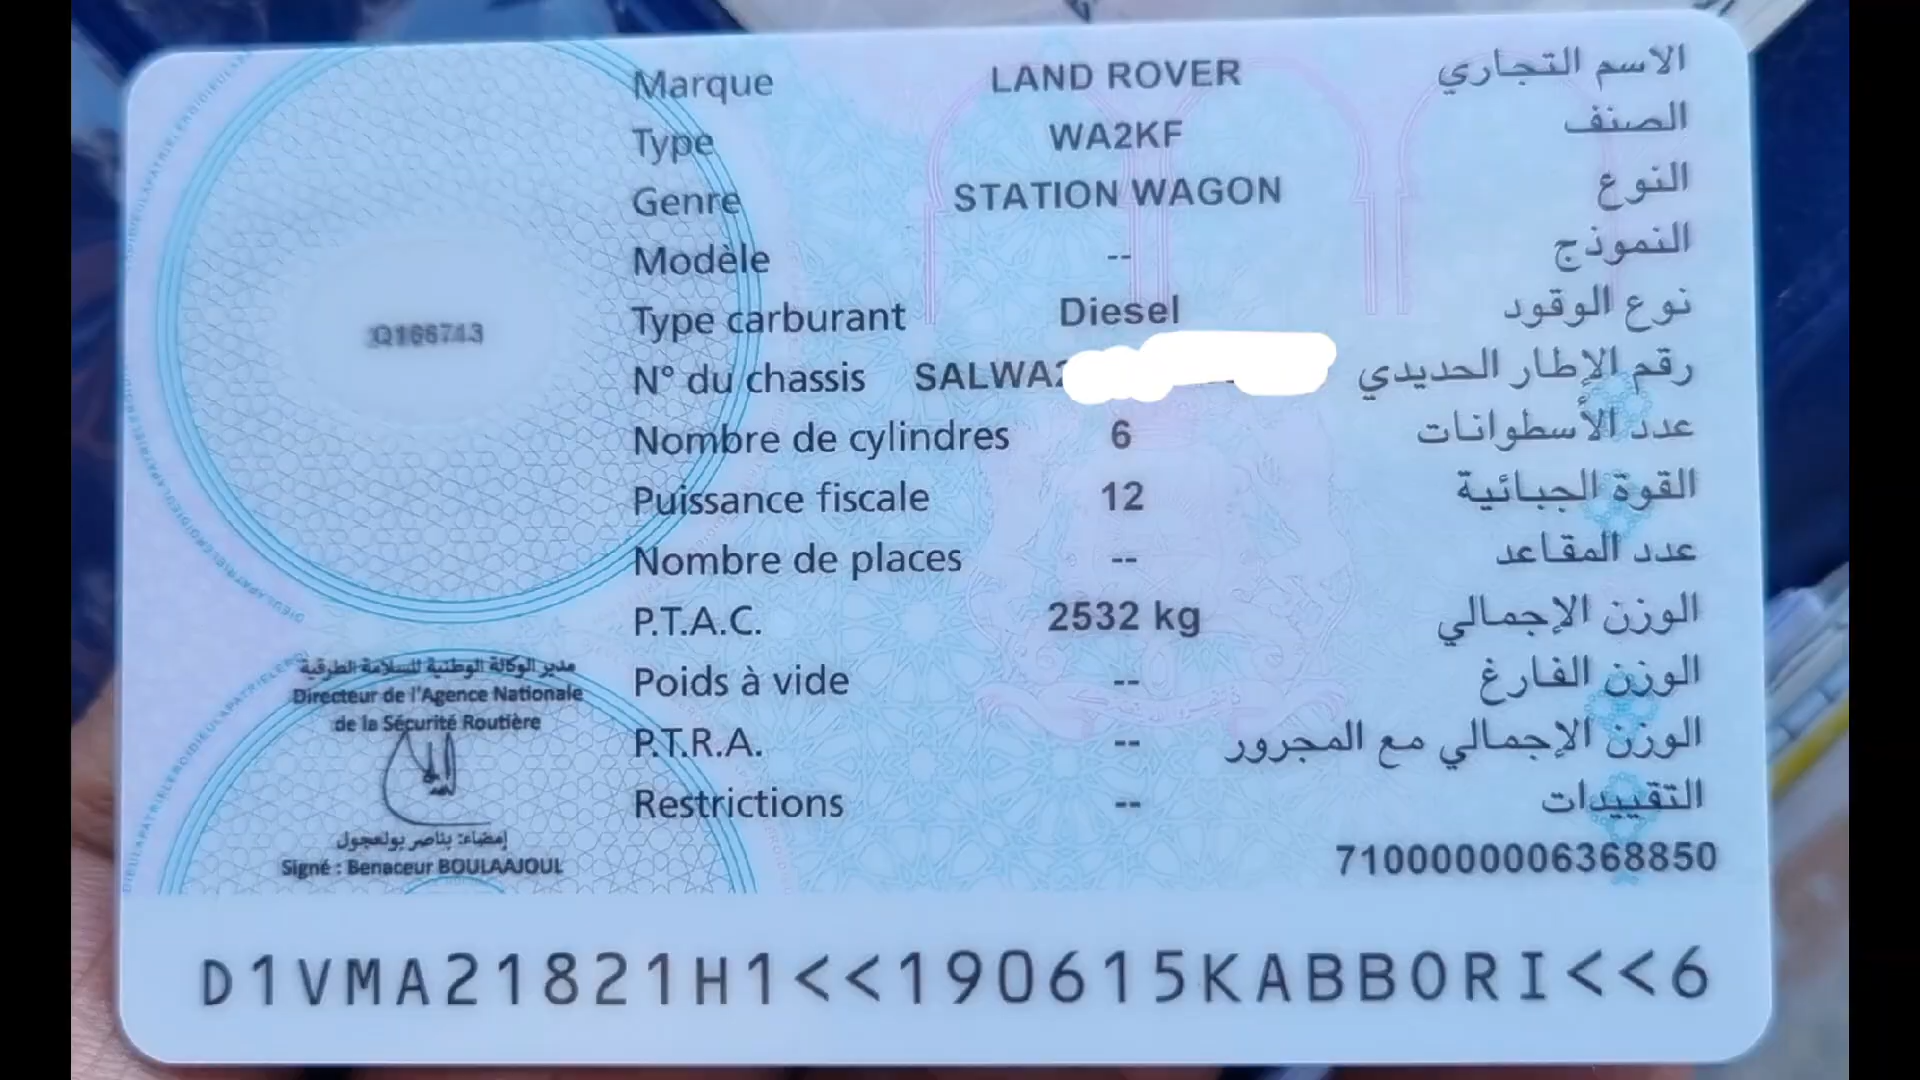 Marque LAND ROVER الاسم التجاري
Type WA2KF الصنف
Genre STATION WAGON النوع
Modèle -- النموذج
Type carburant Diesel نوع الوقود
N° du chassis SALWA2 رقم الإطار الحديدي
Nombre de cylindres 6 عدد الأسطوانات
Puissance fiscale 12 القوة الجبائية
Nombre de places -- عدد المقاعد
P.T.A.C. 2532 kg الوزن الإجمالي
Poids à vide -- الوزن الفارغ
P.T.R.A. -- الوزن الإجمالي مع المجرور
Restrictions -- التقييدات
7100000006368850
Q166743
مدير الوكالة الوطنية للسلامة الطرقية
Directeur de l'Agence Nationale
de la Sécurité Routière
إمضاء: بناصر بولعجول
Signé : Benaceur BOULAAJOUL
D1VMA21821H1<<190615KABBORI<<6